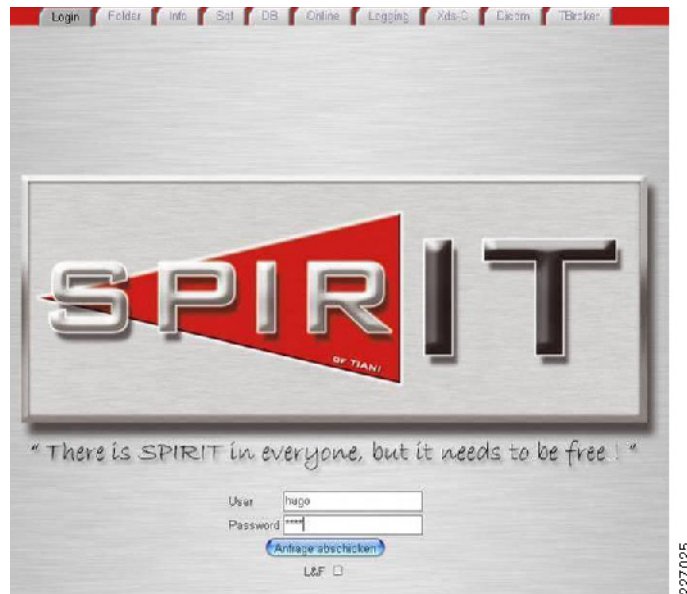 Login Folder Info Sql DB Online Logging Xds-C Dicom TBroker
SPIRIT
OF TIANI
“ There is SPIRIT in everyone, but it needs to be free ! ”
User hugo
Password ****
Anfrage abschicken
L&F
227025